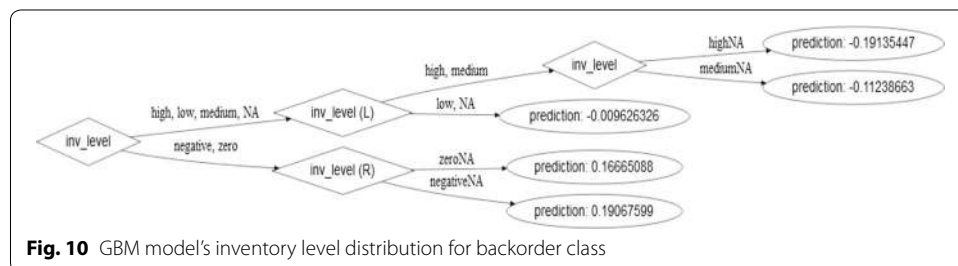 highNA
prediction: -0.19135447
high, medium
inv_level
mediumNA
prediction: -0.11238663
high, low, medium, NA
inv_level (L)
low, NA
prediction: -0.009626326
inv_level
negative, zero
zeroNA
prediction: 0.16665088
inv_level (R)
negativeNA
prediction: 0.19067599
Fig. 10 GBM model's inventory level distribution for backorder class